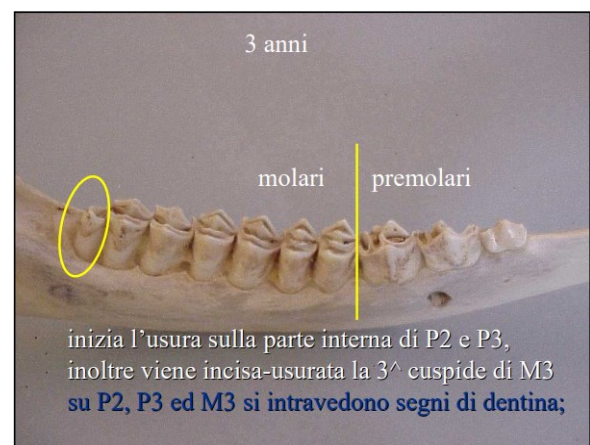 3 anni
molari premolari
inizia l'usura sulla parte interna di P2 e P3,
inoltre viene incisa-usurata la 3^ cuspide di M3
su P2, P3 ed M3 si intravedono segni di dentina;